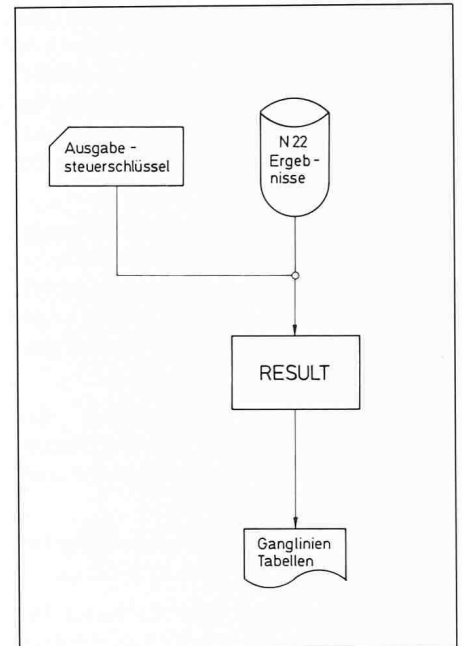 Ausgabe -
steuerschlüssel
N 22
Ergeb -
nisse
RESULT
Ganglinien
Tabellen